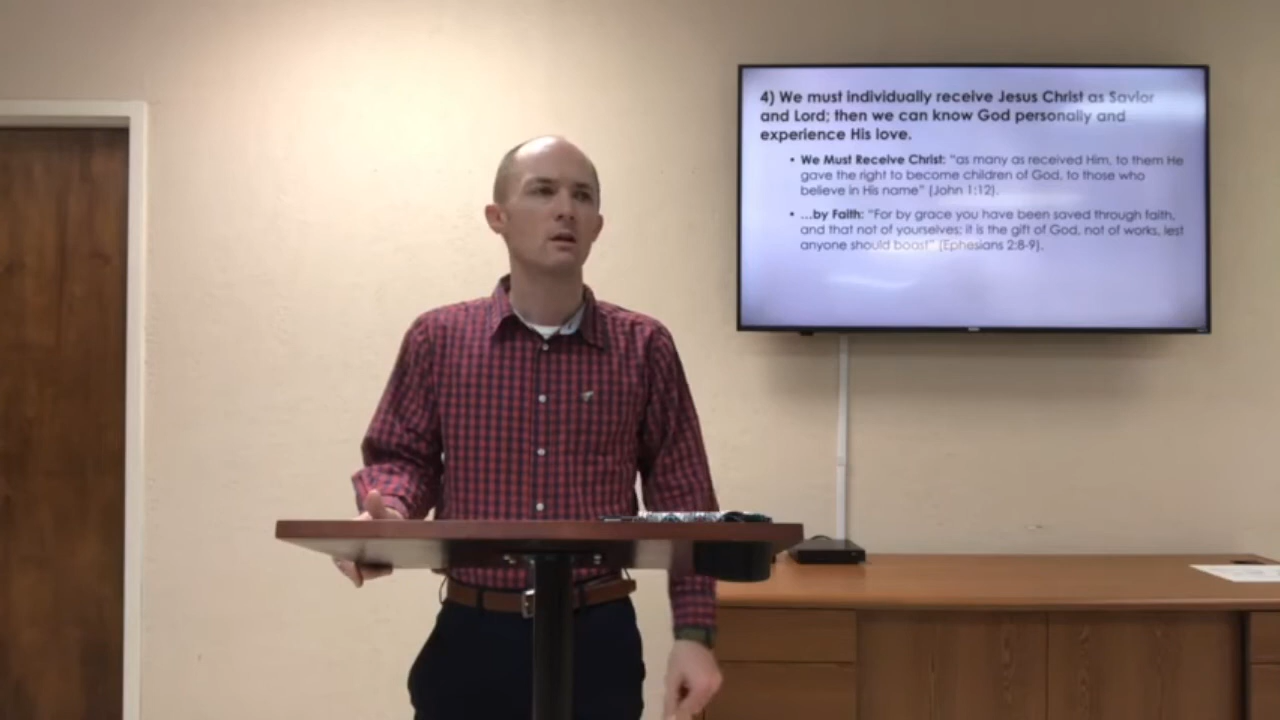 4) We must individually receive Jesus Christ as Savior
and Lord; then we can know God personally and
experience His love.
• We Must Receive Christ: “as many as received Him, to them He
gave the right to become children of God, to those who
believe in His name” (John 1:12).
• ...by Faith: “For by grace you have been saved through faith,
and that not of yourselves; it is the gift of God, not of works, lest
anyone should boast” (Ephesians 2:8-9).